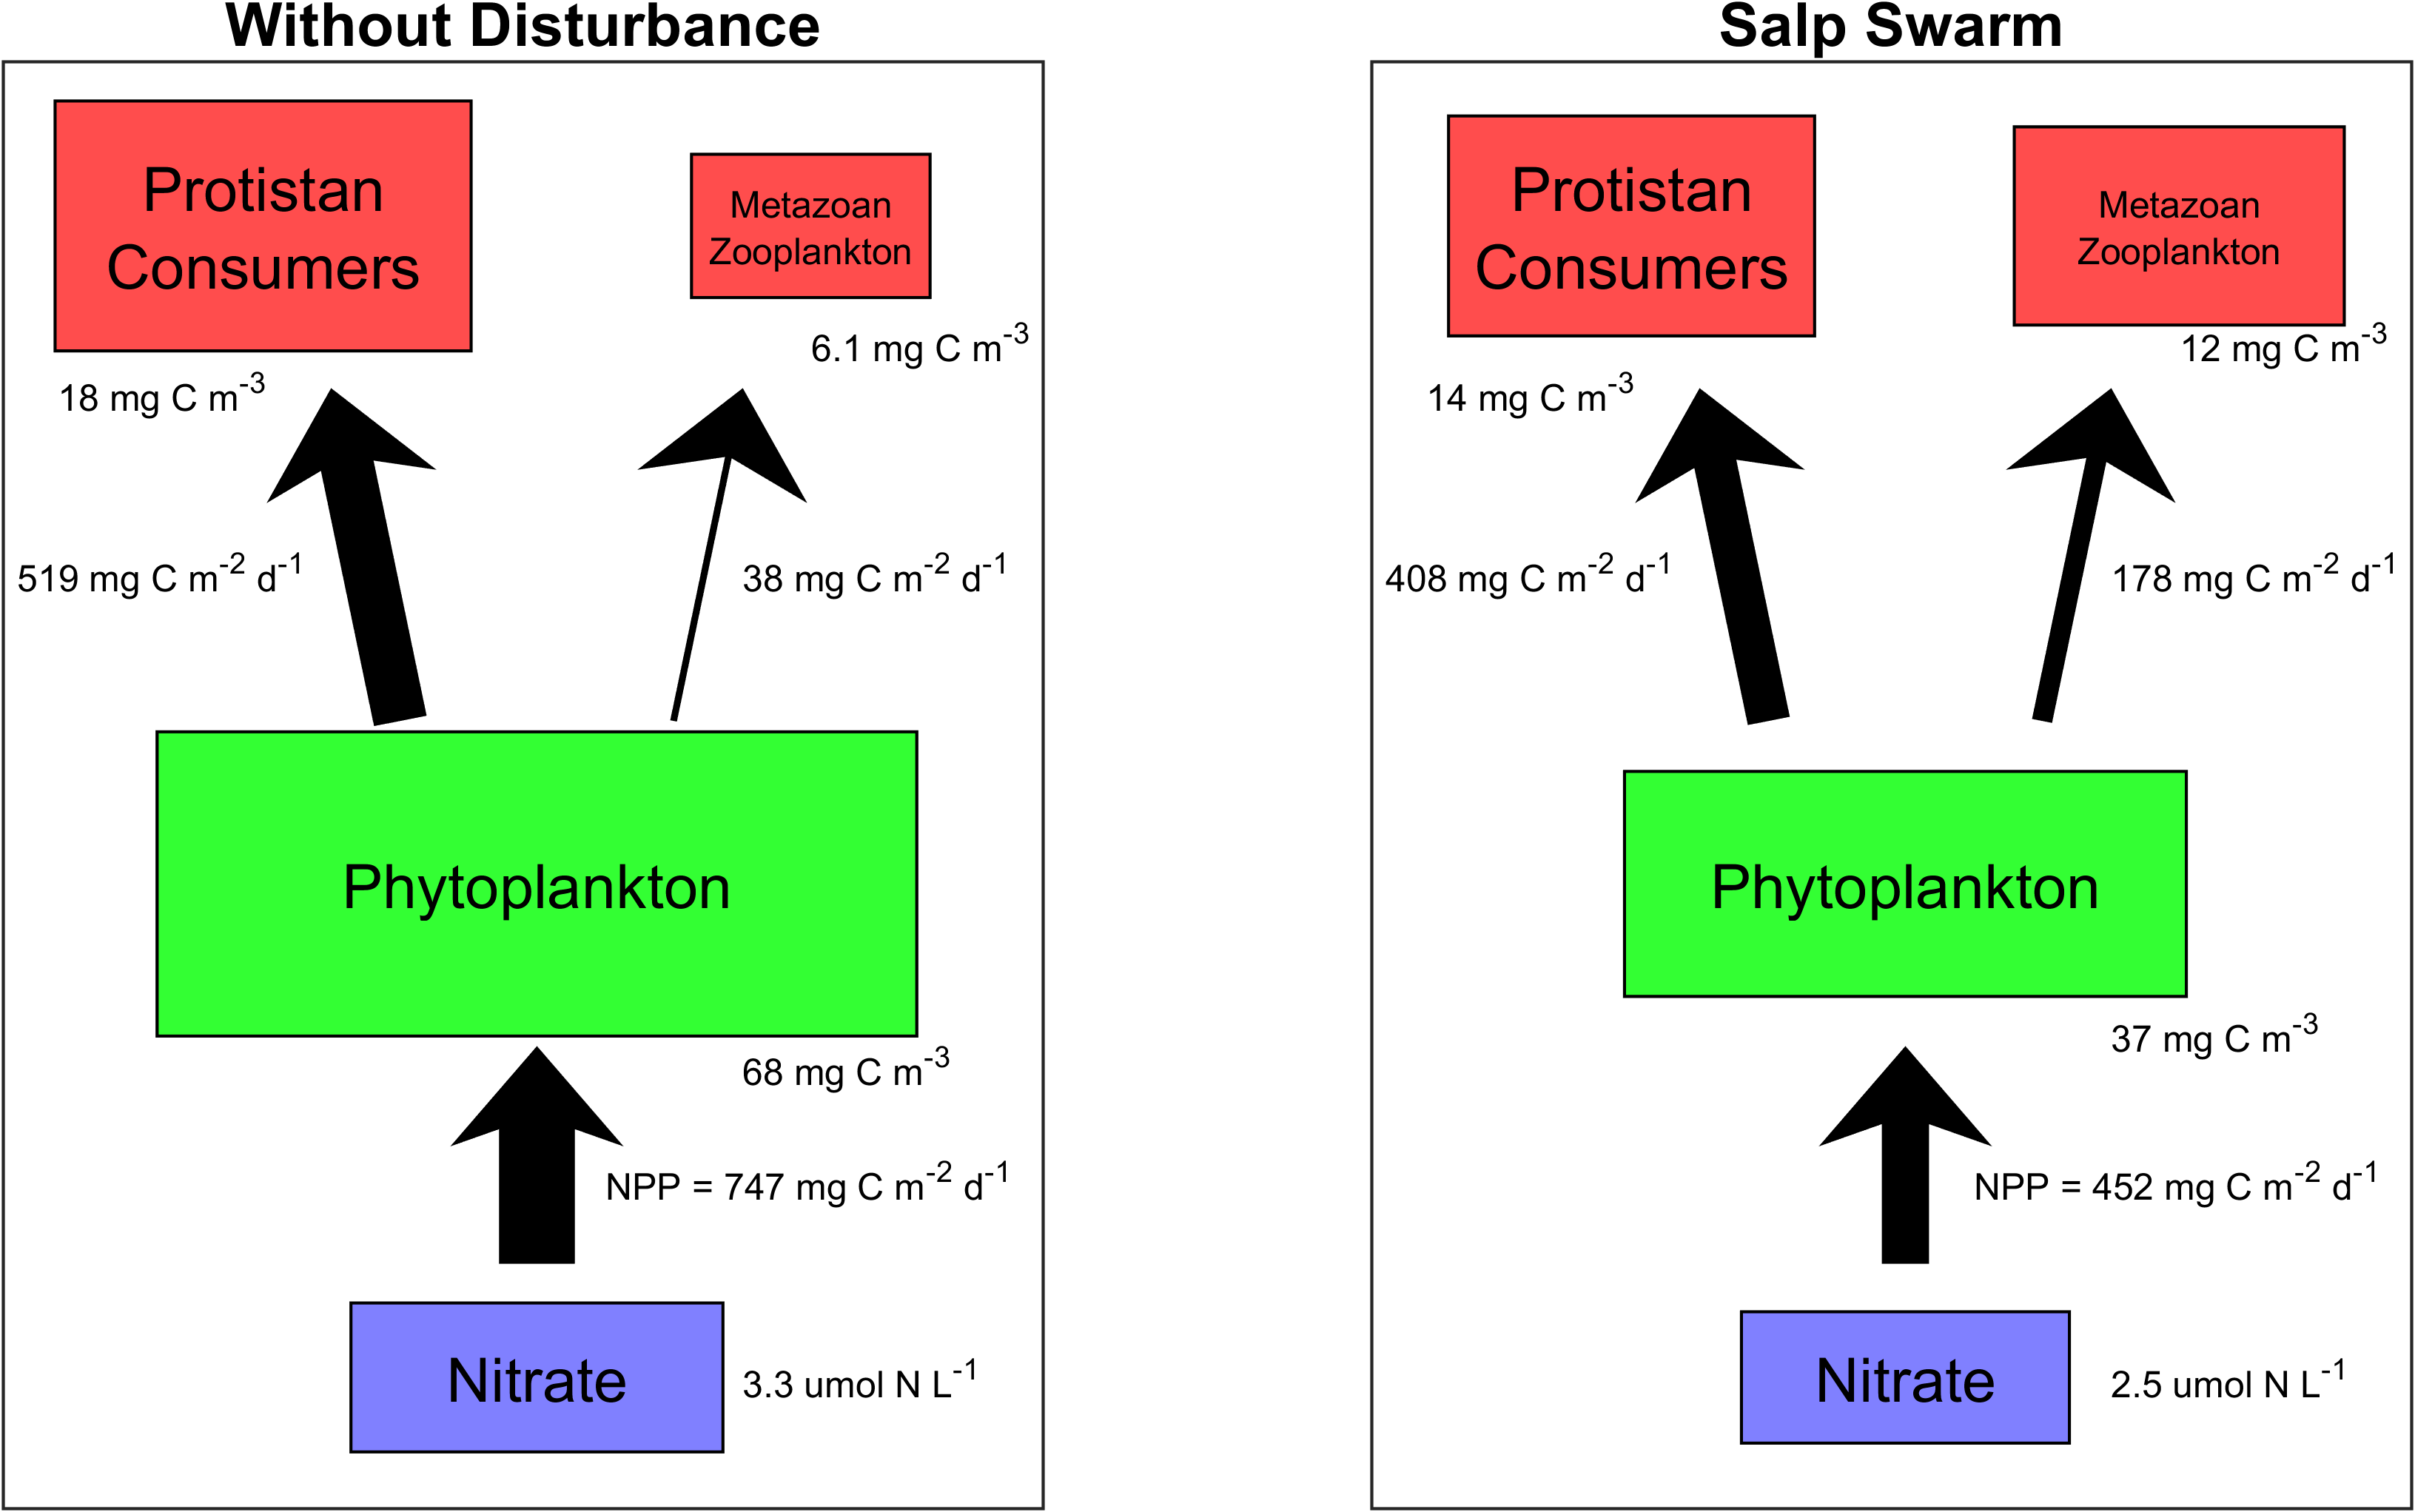 Without Disturbance
Protistan
Consumers
Metazoan
Zooplankton
6.1 mg C m-3
18 mg C m-3
519 mg C m-2 d-1
38 mg C m-2 d-1
Phytoplankton
68 mg C m-3
NPP = 747 mg C m-2 d-1
Nitrate
3.3 umol N L-1
Salp Swarm
Protistan
Consumers
Metazoan
Zooplankton
12 mg C m-3
14 mg C m-3
408 mg C m-2 d-1
178 mg C m-2 d-1
Phytoplankton
37 mg C m-3
NPP = 452 mg C m-2 d-1
Nitrate
2.5 umol N L-1